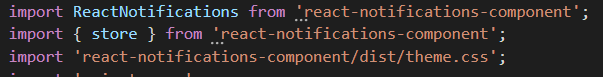 import ReactNotifications from 'react-notifications-component';
import { store } from 'react-notifications-component';
import 'react-notifications-component/dist/theme.css';